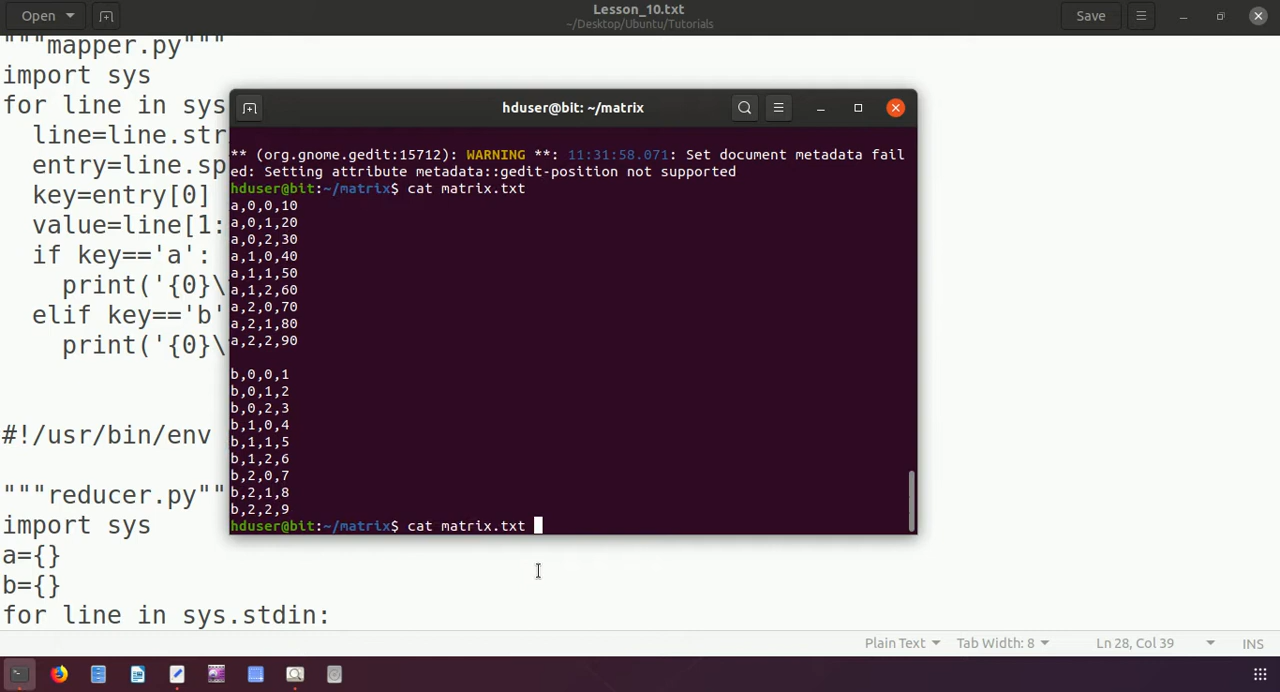 Open
Lesson_10.txt
~/Desktop/Ubuntu/Tutorials
Save
"""mapper.py"""
import sys
for line in sys
line=line.str
entry=line.sp
key=entry[0]
value=line[1:
if key=='a':
print('{0}\
elif key=='b'
print('{0}\
#!/usr/bin/env
"""reducer.py""
import sys
a={}
b={}
for line in sys.stdin:
hduser@bit: ~/matrix
** (org.gnome.gedit:15712): WARNING **: 11:31:58.071: Set document metadata fail
ed: Setting attribute metadata::gedit-position not supported
hduser@bit:~/matrix$ cat matrix.txt
a,0,0,10
a,0,1,20
a,0,2,30
a,1,0,40
a,1,1,50
a,1,2,60
a,2,0,70
a,2,1,80
a,2,2,90
b,0,0,1
b,0,1,2
b,0,2,3
b,1,0,4
b,1,1,5
b,1,2,6
b,2,0,7
b,2,1,8
b,2,2,9
hduser@bit:~/matrix$ cat matrix.txt
Plain Text
Tab Width: 8
Ln 28, Col 39
INS